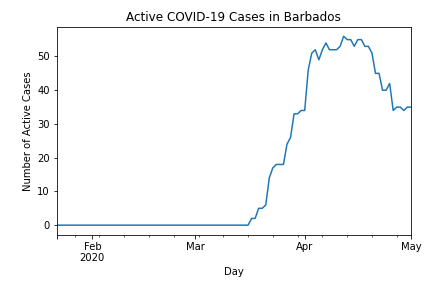 Active COVID-19 Cases in Barbados
Number of Active Cases
50
40
30
20
10
0
Feb
2020
Mar
Apr
May
Day